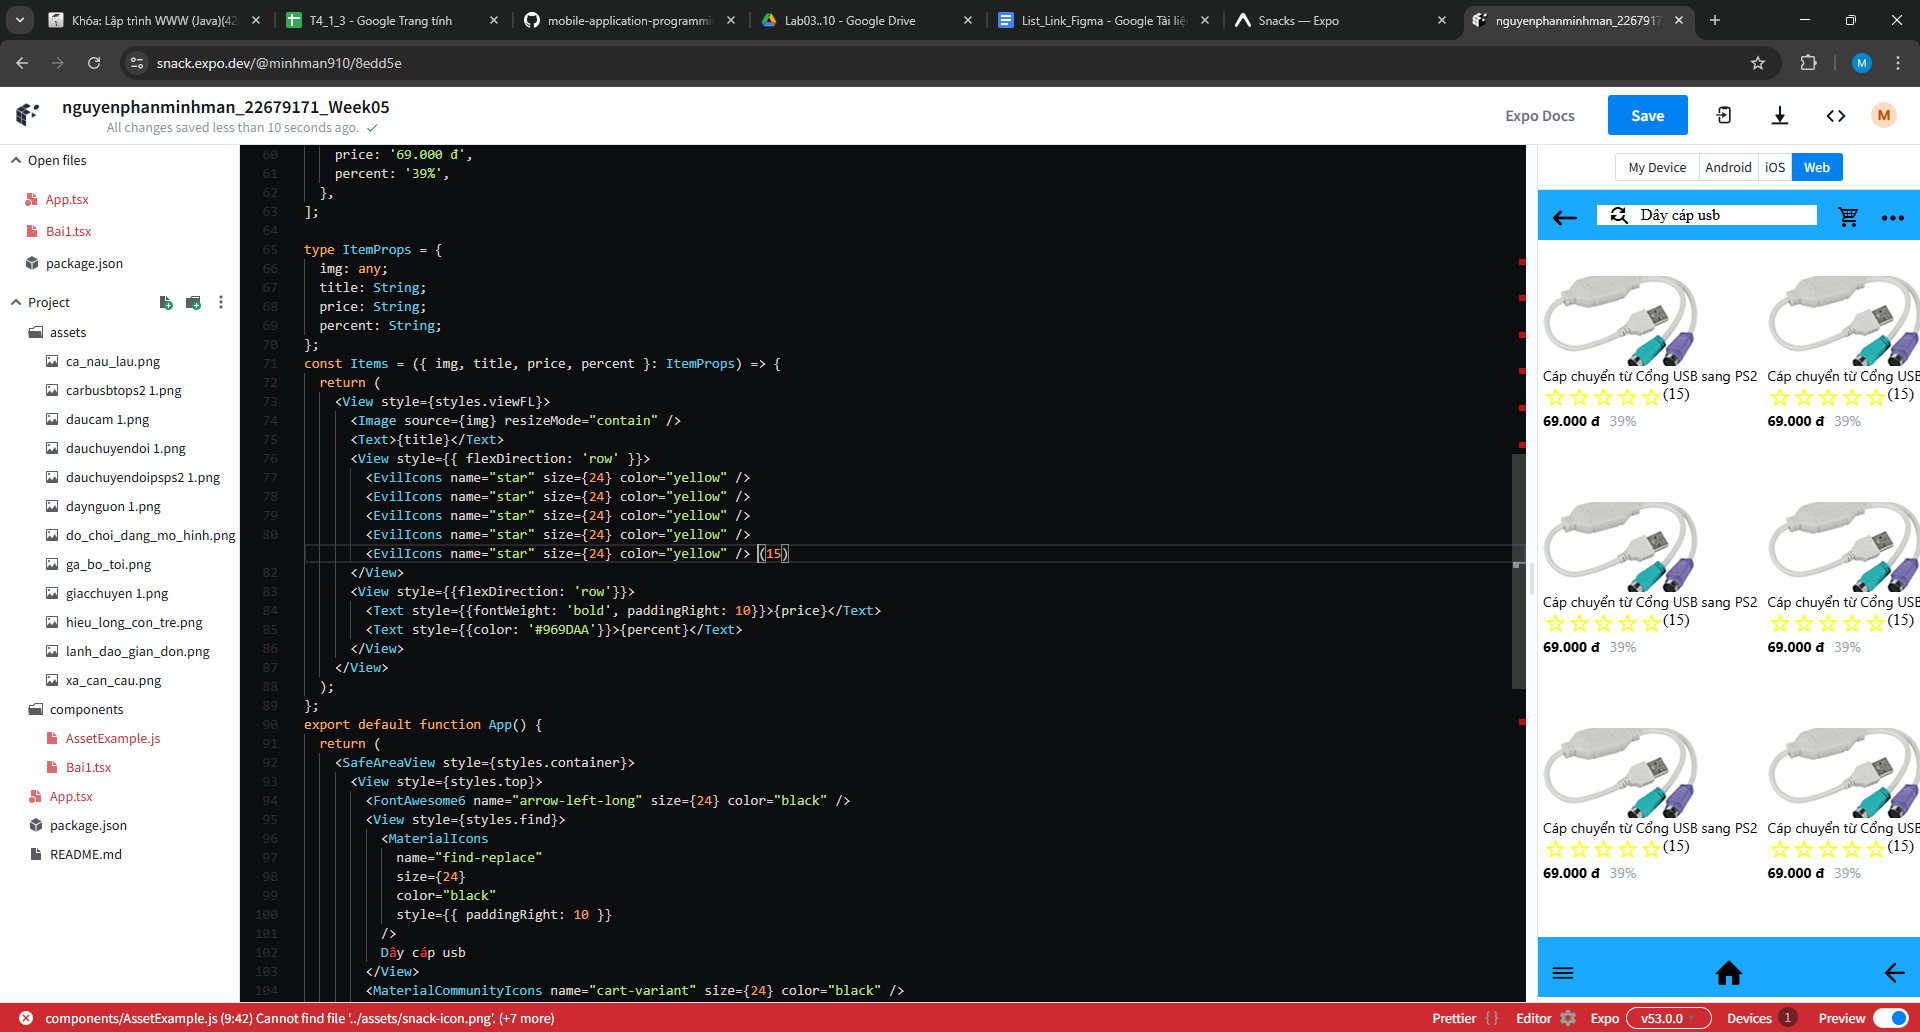 Khóa: Lập trình WWW (Java)(42
T4_1_3 - Google Trang tính
mobile-application-programmin
Lab03..10 - Google Drive
List_Link_Figma - Google Tài liệ
Snacks — Expo
nguyenphanminhman_2267917
snack.expo.dev/@minhman910/8edd5e
M
nguyenphanminhman_22679171_Week05
All changes saved less than 10 seconds ago.
Expo Docs
Save
M
Open files
App.tsx
Bai1.tsx
package.json
Project
assets
ca_nau_lau.png
carbusbtops2 1.png
daucam 1.png
dauchuyendoi 1.png
dauchuyendoipsps2 1.png
daynguon 1.png
do_choi_dang_mo_hinh.png
ga_bo_toi.png
giacchuyen 1.png
hieu_long_con_tre.png
lanh_dao_gian_don.png
xa_can_cau.png
components
AssetExample.js
Bai1.tsx
App.tsx
package.json
README.md
60 price: '69.000 đ',
61 percent: '39%',
62 },
63 ];
64
65 type ItemProps = {
66 img: any;
67 title: String;
68 price: String;
69 percent: String;
70 };
71 const Items = ({ img, title, price, percent }: ItemProps) => {
72 return (
73 <View style={styles.viewFL}>
74 <Image source={img} resizeMode="contain" />
75 <Text>{title}</Text>
76 <View style={{ flexDirection: 'row' }}>
77 <EvilIcons name="star" size={24} color="yellow" />
78 <EvilIcons name="star" size={24} color="yellow" />
79 <EvilIcons name="star" size={24} color="yellow" />
80 <EvilIcons name="star" size={24} color="yellow" />
<EvilIcons name="star" size={24} color="yellow" /> (15)
82 </View>
83 <View style={{flexDirection: 'row'}}>
84 <Text style={{fontWeight: 'bold', paddingRight: 10}}>{price}</Text>
85 <Text style={{color: '#969DAA'}}>{percent}</Text>
86 </View>
87 </View>
88 );
89 };
90 export default function App() {
91 return (
92 <SafeAreaView style={styles.container}>
93 <View style={styles.top}>
94 <FontAwesome6 name="arrow-left-long" size={24} color="black" />
95 <View style={styles.find}>
96 <MaterialIcons
97 name="find-replace"
98 size={24}
99 color="black"
100 style={{ paddingRight: 10 }}
101 />
102 Dây cáp usb
103 </View>
104 <MaterialCommunityIcons name="cart-variant" size={24} color="black" />
My Device
Android
iOS
Web
Dây cáp usb
Cáp chuyển từ Cổng USB sang PS2
(15)
69.000 đ 39%
Cáp chuyển từ Cổng USB
(15)
69.000 đ 39%
Cáp chuyển từ Cổng USB sang PS2
(15)
69.000 đ 39%
Cáp chuyển từ Cổng USB
(15)
69.000 đ 39%
Cáp chuyển từ Cổng USB sang PS2
(15)
69.000 đ 39%
Cáp chuyển từ Cổng USB
(15)
69.000 đ 39%
components/AssetExample.js (9:42) Cannot find file '../assets/snack-icon.png'. (+7 more)
Prettier { }
Editor
Expo
v53.0.0
Devices 1
Preview